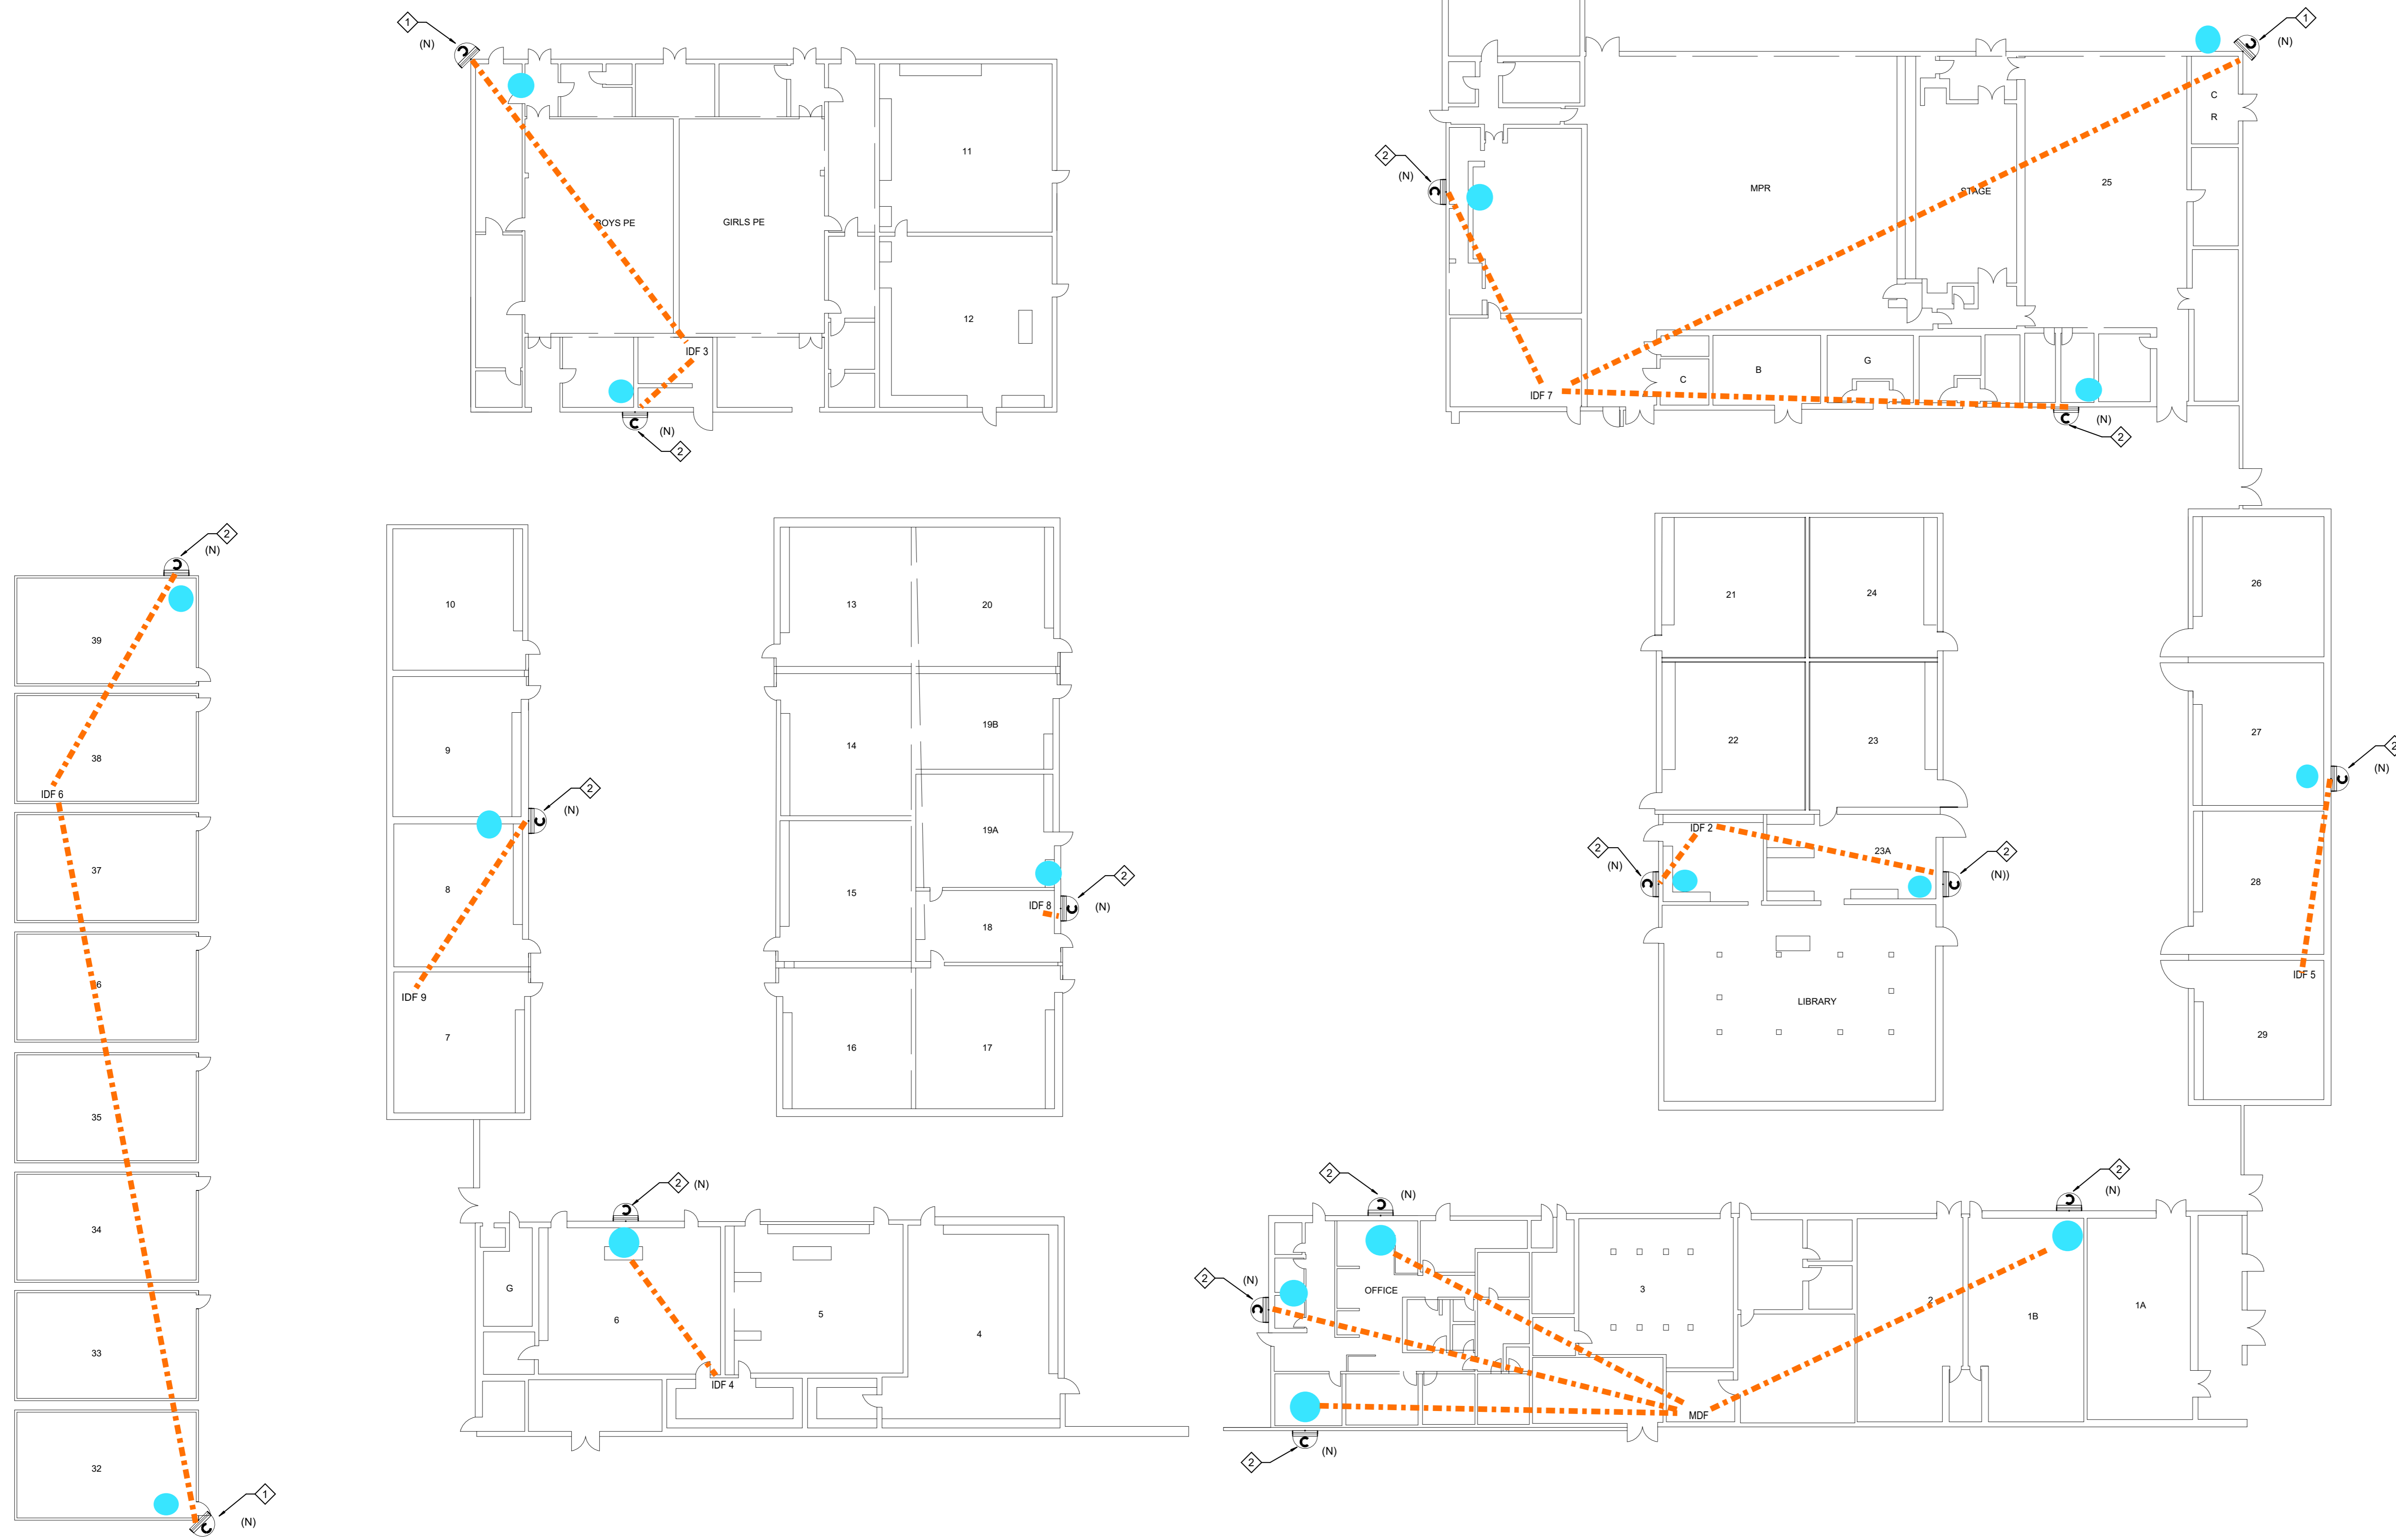 1
(N)
11
BOYS PE
GIRLS PE
IDF 3
12
(N)
2
1
(N)
C
R
2
(N)
MPR
STAGE
25
IDF 7
C
B
G
(N)
2
2
(N)
39
38
IDF 6
37
35
34
33
32
1
(N)
10
9
2
(N)
8
IDF 9
7
13
20
19B
14
19A
15
2
(N)
IDF 8
18
16
17
21
24
22
23
IDF 2
23A
2
(N)
2
(N))
LIBRARY
26
27
2
(N)
28
IDF 5
29
2
(N)
G
6
5
4
IDF 4
2
(N)
2
(N)
2
(N)
OFFICE
3
2
1B
1A
MDF
2
(N)